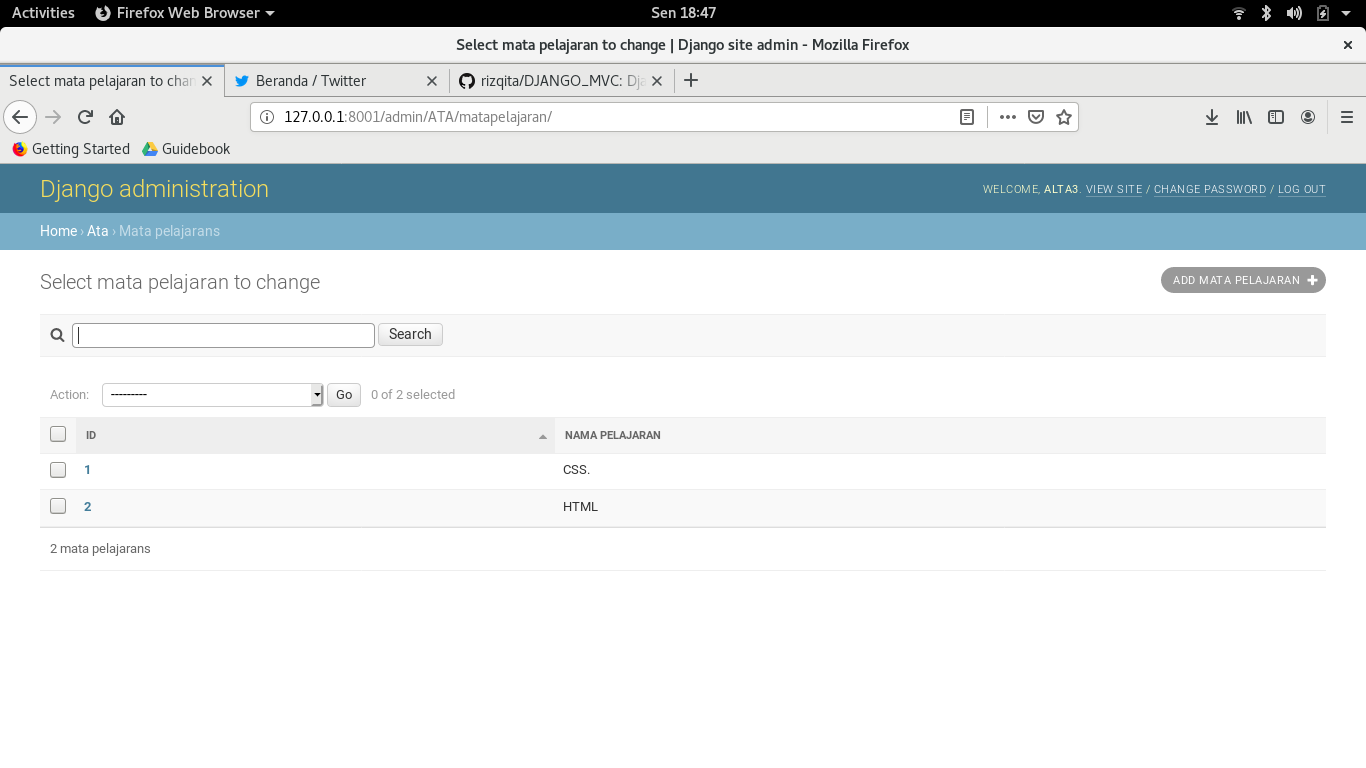 Activities Firefox Web Browser Sen 18:47
Select mata pelajaran to change | Django site admin - Mozilla Firefox
Select mata pelajaran to chan Beranda / Twitter rizqita/DJANGO_MVC: Dja
127.0.0.1:8001/admin/ATA/matapelajaran/
Getting Started Guidebook
Django administration WELCOME, ALTA3. VIEW SITE / CHANGE PASSWORD / LOG OUT
Home › Ata › Mata pelajarans
Select mata pelajaran to change ADD MATA PELAJARAN
Search
Action: --------- Go 0 of 2 selected
ID NAMA PELAJARAN
1 CSS.
2 HTML
2 mata pelajarans